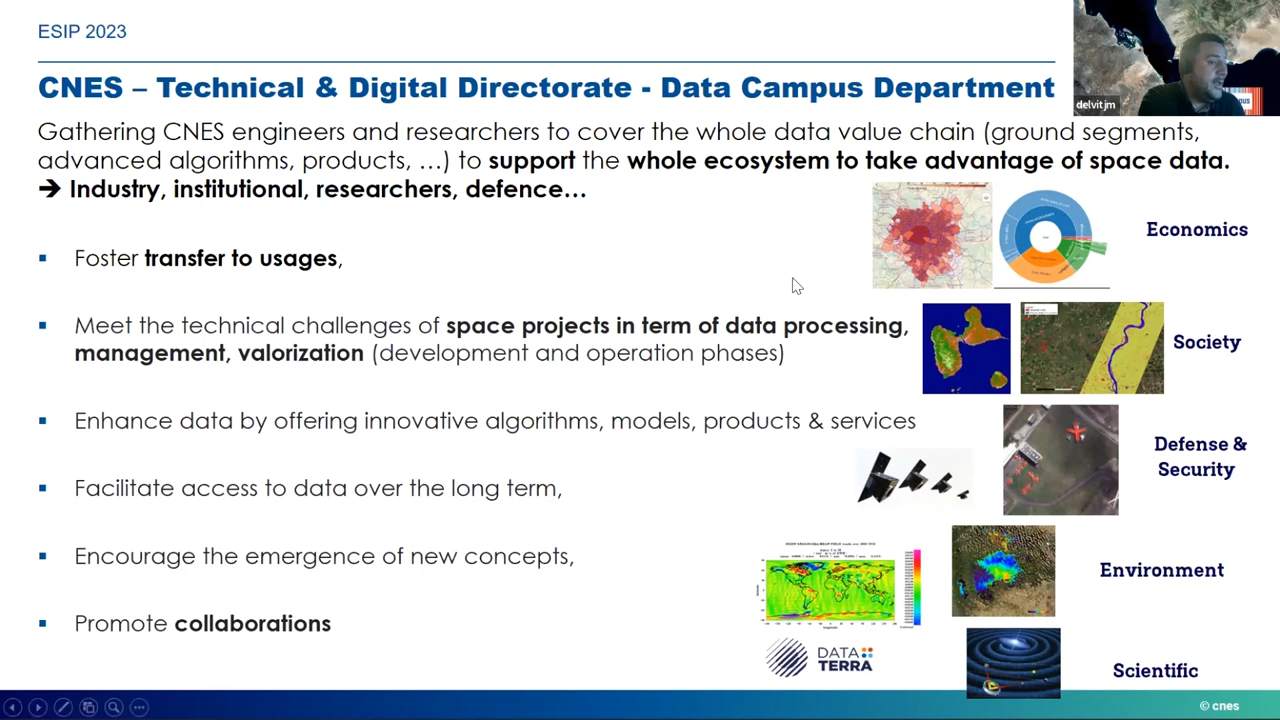 ESIP 2023
CNES – Technical & Digital Directorate - Data Campus Department
delvitjm
Gathering CNES engineers and researchers to cover the whole data value chain (ground segments,
advanced algorithms, products, …) to support the whole ecosystem to take advantage of space data.
➔ Industry, institutional, researchers, defence…
Economics
▪ Foster transfer to usages,
▪ Meet the technical challenges of space projects in term of data processing,
management, valorization (development and operation phases)
Society
▪ Enhance data by offering innovative algorithms, models, products & services
Defense &
Security
▪ Facilitate access to data over the long term,
▪ Encourage the emergence of new concepts,
Environment
▪ Promote collaborations
DATA
TERRA
Scientific
© cnes